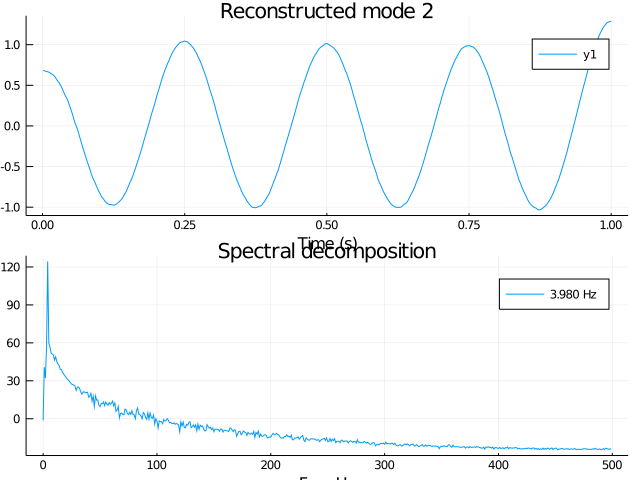 Reconstructed mode 2
1.0
0.5
0.0
-0.5
-1.0
y1
0.00 0.25 0.50 0.75 1.00
Time (s)
Spectral decomposition
120
90
60
30
0
3.980 Hz
0 100 200 300 400 500